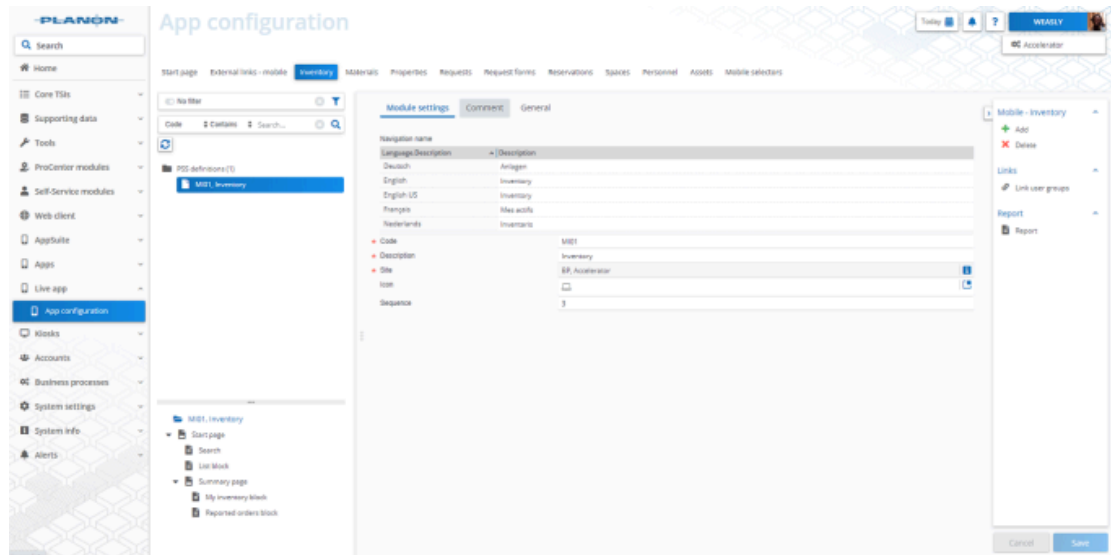 PLANON
App configuration
Today
?
WEASLY
Accelerator
Search
Home
Core TSIs
Supporting data
Tools
ProCenter modules
Self-Service modules
Web client
AppSuite
Apps
Live app
App configuration
Kiosks
Accounts
Business processes
System settings
System info
Alerts
Start page External links - mobile Inventory Materials Properties Requests Request forms Reservations Spaces Personnel Assets Mobile selectors
No filter
Code Contains Search...
PSS definitions (1)
MI01, Inventory
MI01, Inventory
Start page
Search
List block
Summary page
My inventory block
Reported orders block
Module settings Comment General
Navigation name
Language.Description Description
Deutsch Anlagen
English Inventory
English US Inventory
Français Mes actifs
Nederlands Inventaris
Code MI01
Description Inventory
Site BP, Accelerator
Icon
Sequence 3
Mobile - Inventory
Add
Delete
Links
Link user groups
Report
Report
Cancel Save